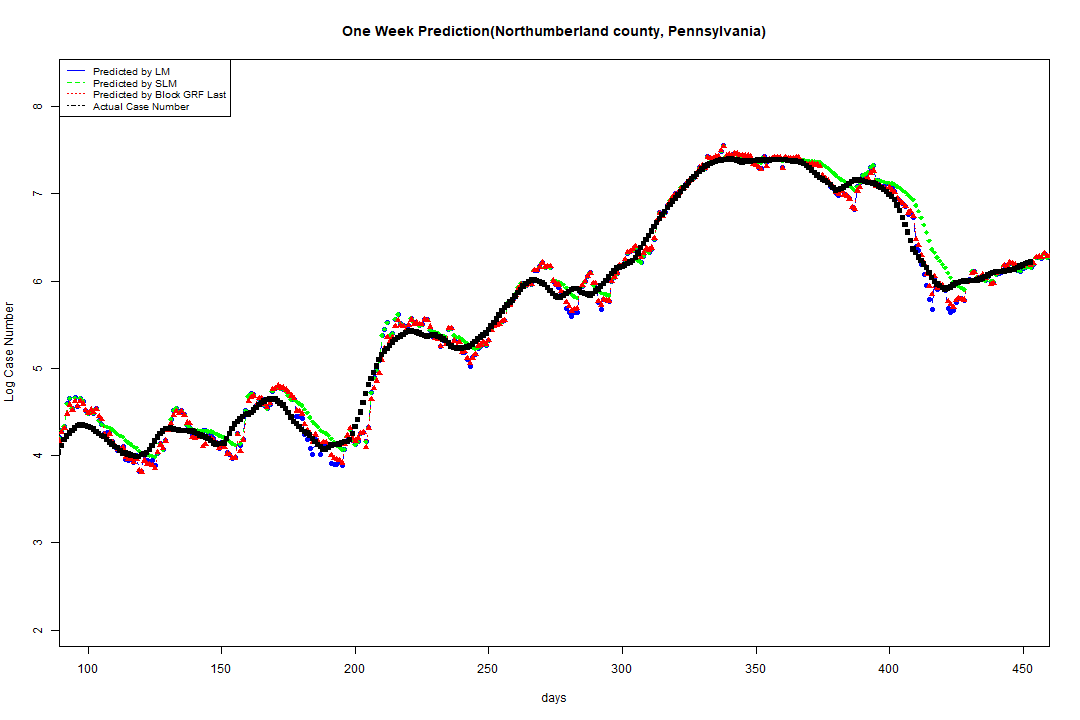 One Week Prediction(Northumberland county, Pennsylvania)
Predicted by LM
Predicted by SLM
Predicted by Block GRF Last
Actual Case Number
8
7
6
5
4
3
2
Log Case Number
100 150 200 250 300 350 400 450
days